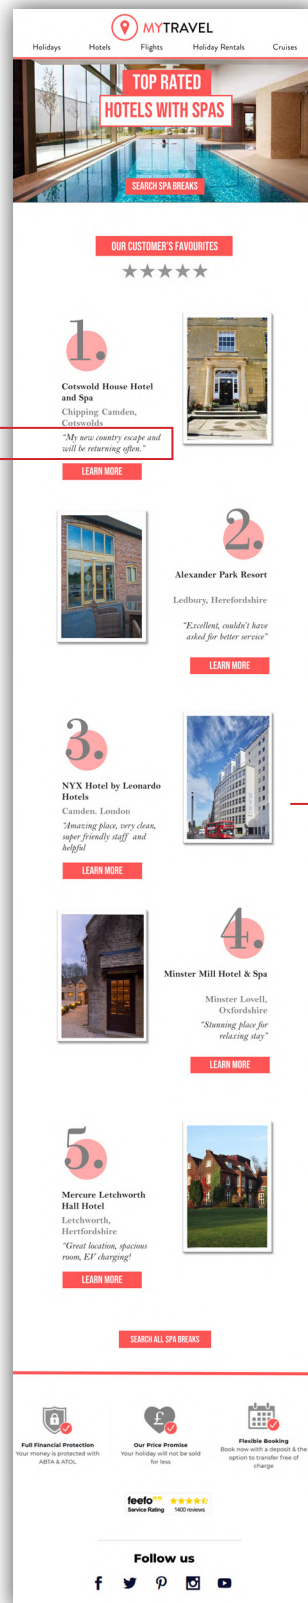 MYTRAVEL
Holidays Hotels Flights Holiday Rentals Cruises
TOP RATED
HOTELS WITH SPAS
SEARCH SPA BREAKS
OUR CUSTOMER'S FAVOURITES
1.
Cotswold House Hotel
and Spa
Chipping Camden,
Cotswolds
"My new country escape and
will be returning often."
LEARN MORE
2.
Alexander Park Resort
Ledbury, Herefordshire
"Excellent, couldn't have
asked for better service"
LEARN MORE
3.
NYX Hotel by Leonardo
Hotels
Camden. London
"Amazing place, very clean,
super friendly staff and
helpful
LEARN MORE
4.
Minster Mill Hotel & Spa
Minster Lovell,
Oxfordshire
"Stunning place for
relaxing stay"
LEARN MORE
5.
Mercure Letchworth
Hall Hotel
Letchworth,
Hertfordshire
"Great location, spacious
room, EV charging!
LEARN MORE
SEARCH ALL SPA BREAKS
Full Financial Protection
Your money is protected with
ABTA & ATOL
£
Our Price Promise
Your holiday will not be sold
for less
Flexible Booking
Book now with a deposit & the
option to transfer free of
charge
feefo
Service Rating 1400 reviews
Follow us